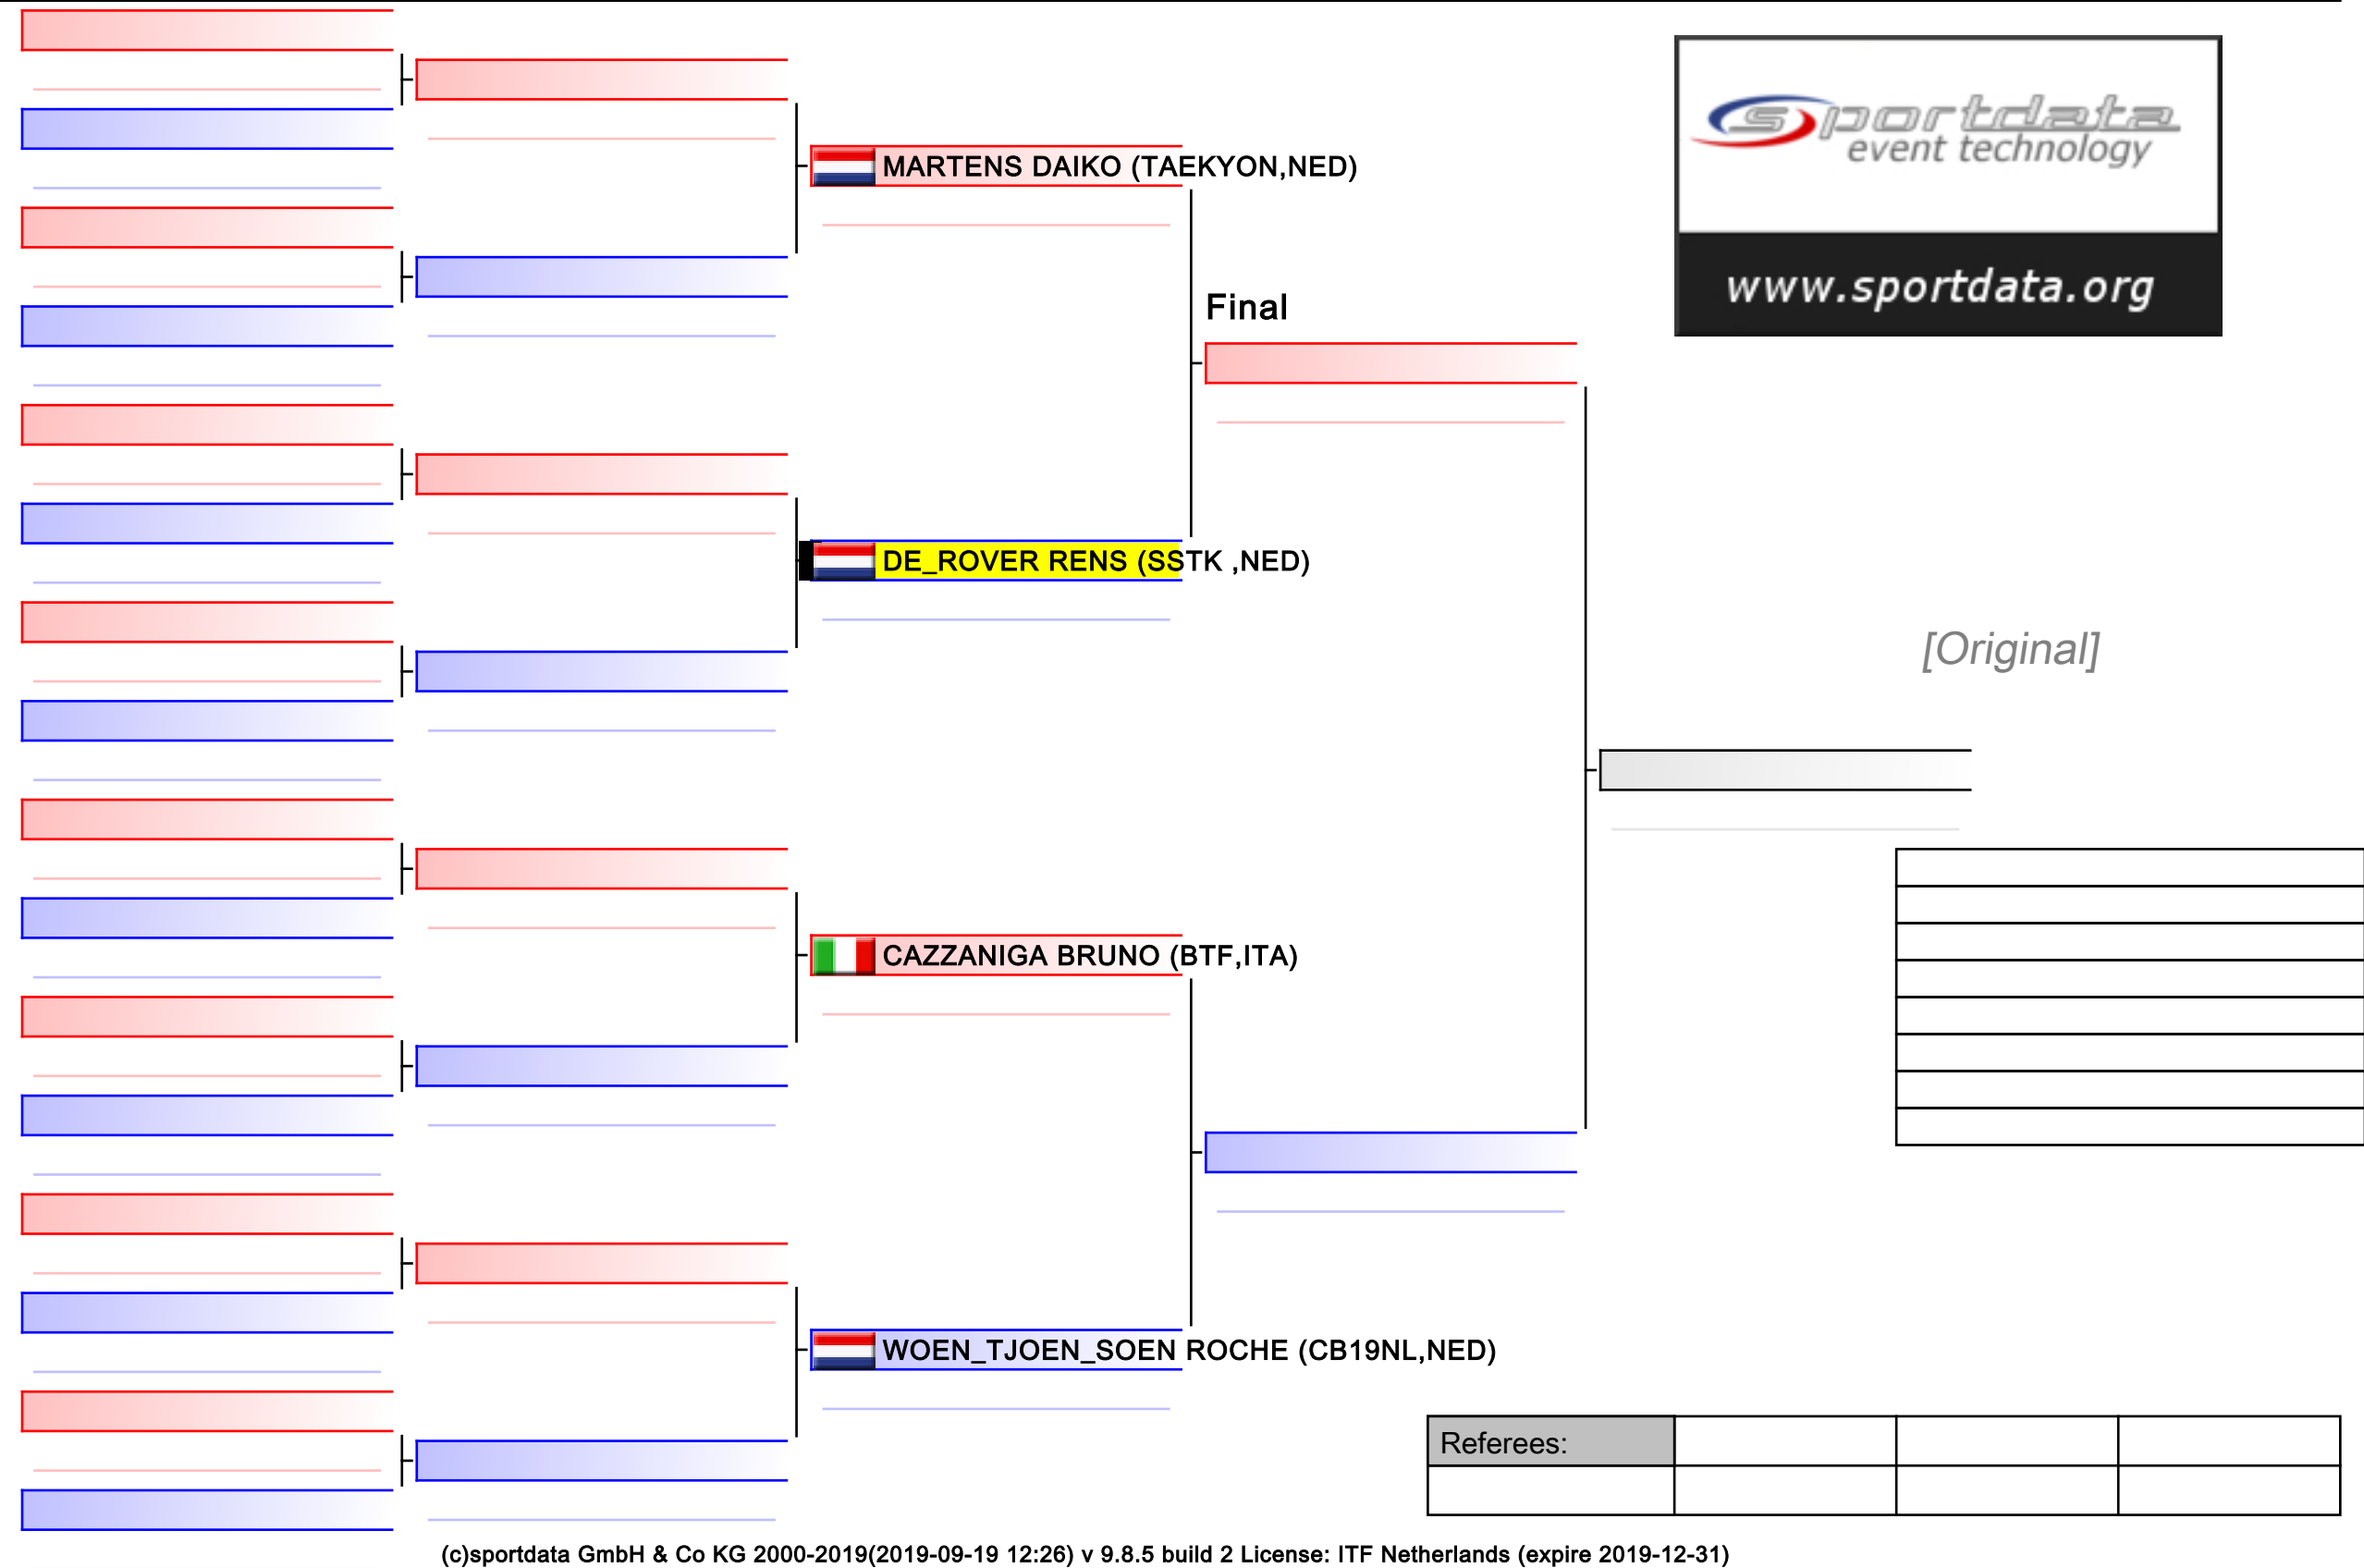 sportdata
event technology
www.sportdata.org
MARTENS DAIKO (TAEKYON,NED)
Final
DE_ROVER RENS (SSTK ,NED)
[Original]
CAZZANIGA BRUNO (BTF,ITA)
WOEN_TJOEN_SOEN ROCHE (CB19NL,NED)
Referees:
(c)sportdata GmbH & Co KG 2000-2019(2019-09-19 12:26) v 9.8.5 build 2 License: ITF Netherlands (expire 2019-12-31)